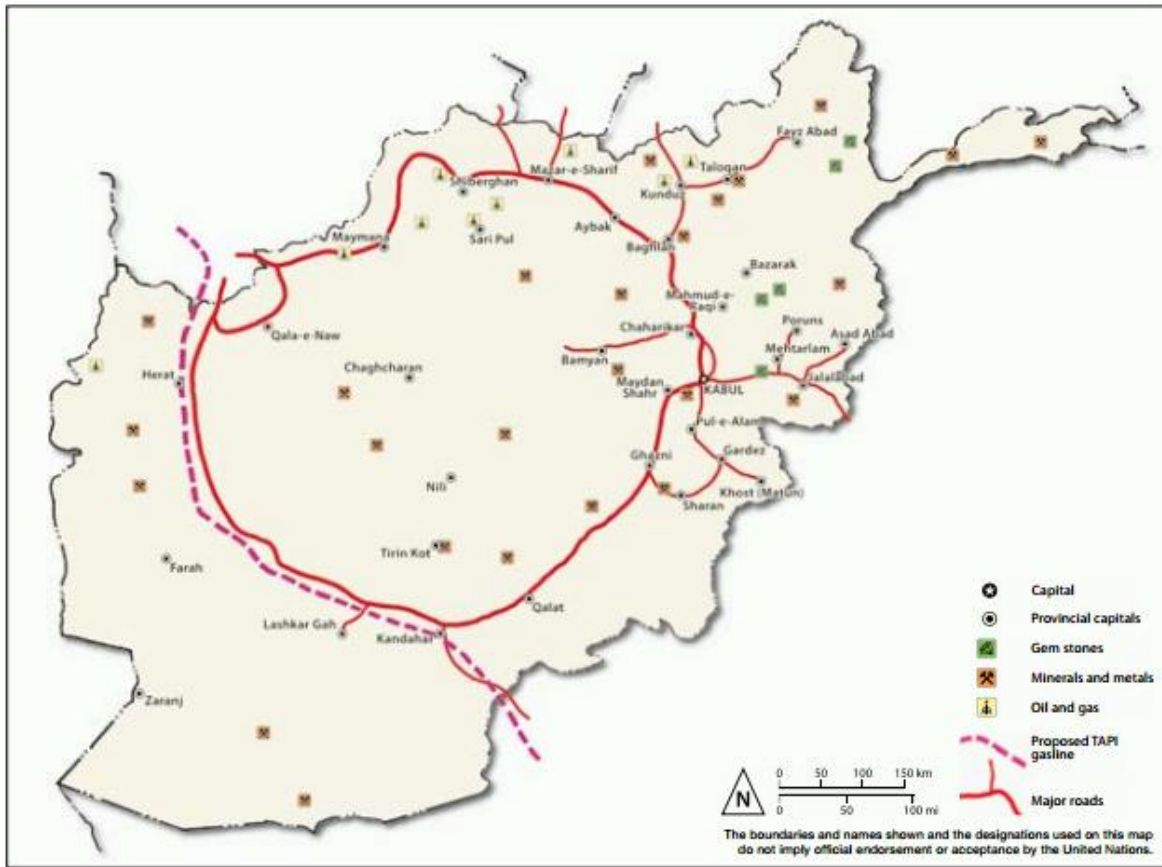 Fayz Abad
Mazar-e-Sharif
Shiberghan
Taloqan
Kunduz
Aybak
Sari Pul
Maymana
Baghlan
Bazarak
Mahmud-e-
Raqi
Qala-e-Naw
Chaharikar
Poruns
Asad Abad
Mehtarlam
Bamyan
Chaghcharan
Herat
Maydan
Shahr
KABUL
Jalalabad
Pul-e-Alam
Gardez
Ghazni
Nili
Khost (Matun)
Sharan
Tirin Kot
Farah
Qalat
Lashkar Gah
Kandahar
Zaranj
Capital
Provincial capitals
Gem stones
Minerals and metals
Oil and gas
Proposed TAPI
gasline
Major roads
N
0 50 100 150 km
0 50 100 mi
The boundaries and names shown and the designations used on this map
do not imply official endorsement or acceptance by the United Nations.